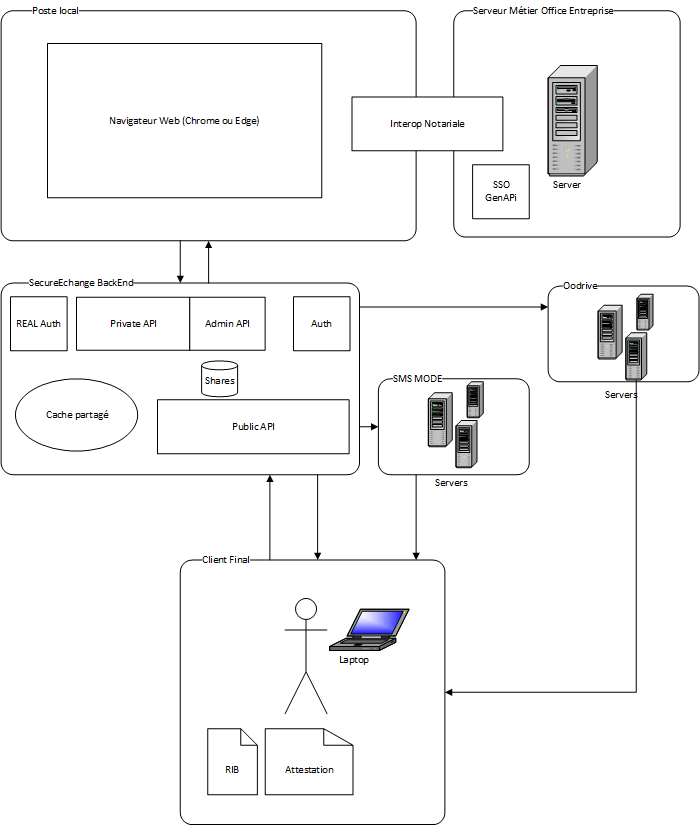 Poste local
Serveur Métier Office Entreprise
Navigateur Web (Chrome ou Edge)
Interop Notariale
SSO
GenAPi
Server
SecureEchange BackEnd
REAL Auth
Private API
Admin API
Auth
Oodrive
Servers
Shares
Cache partagé
Public API
SMS MODE
Servers
Client Final
Laptop
RIB
Attestation